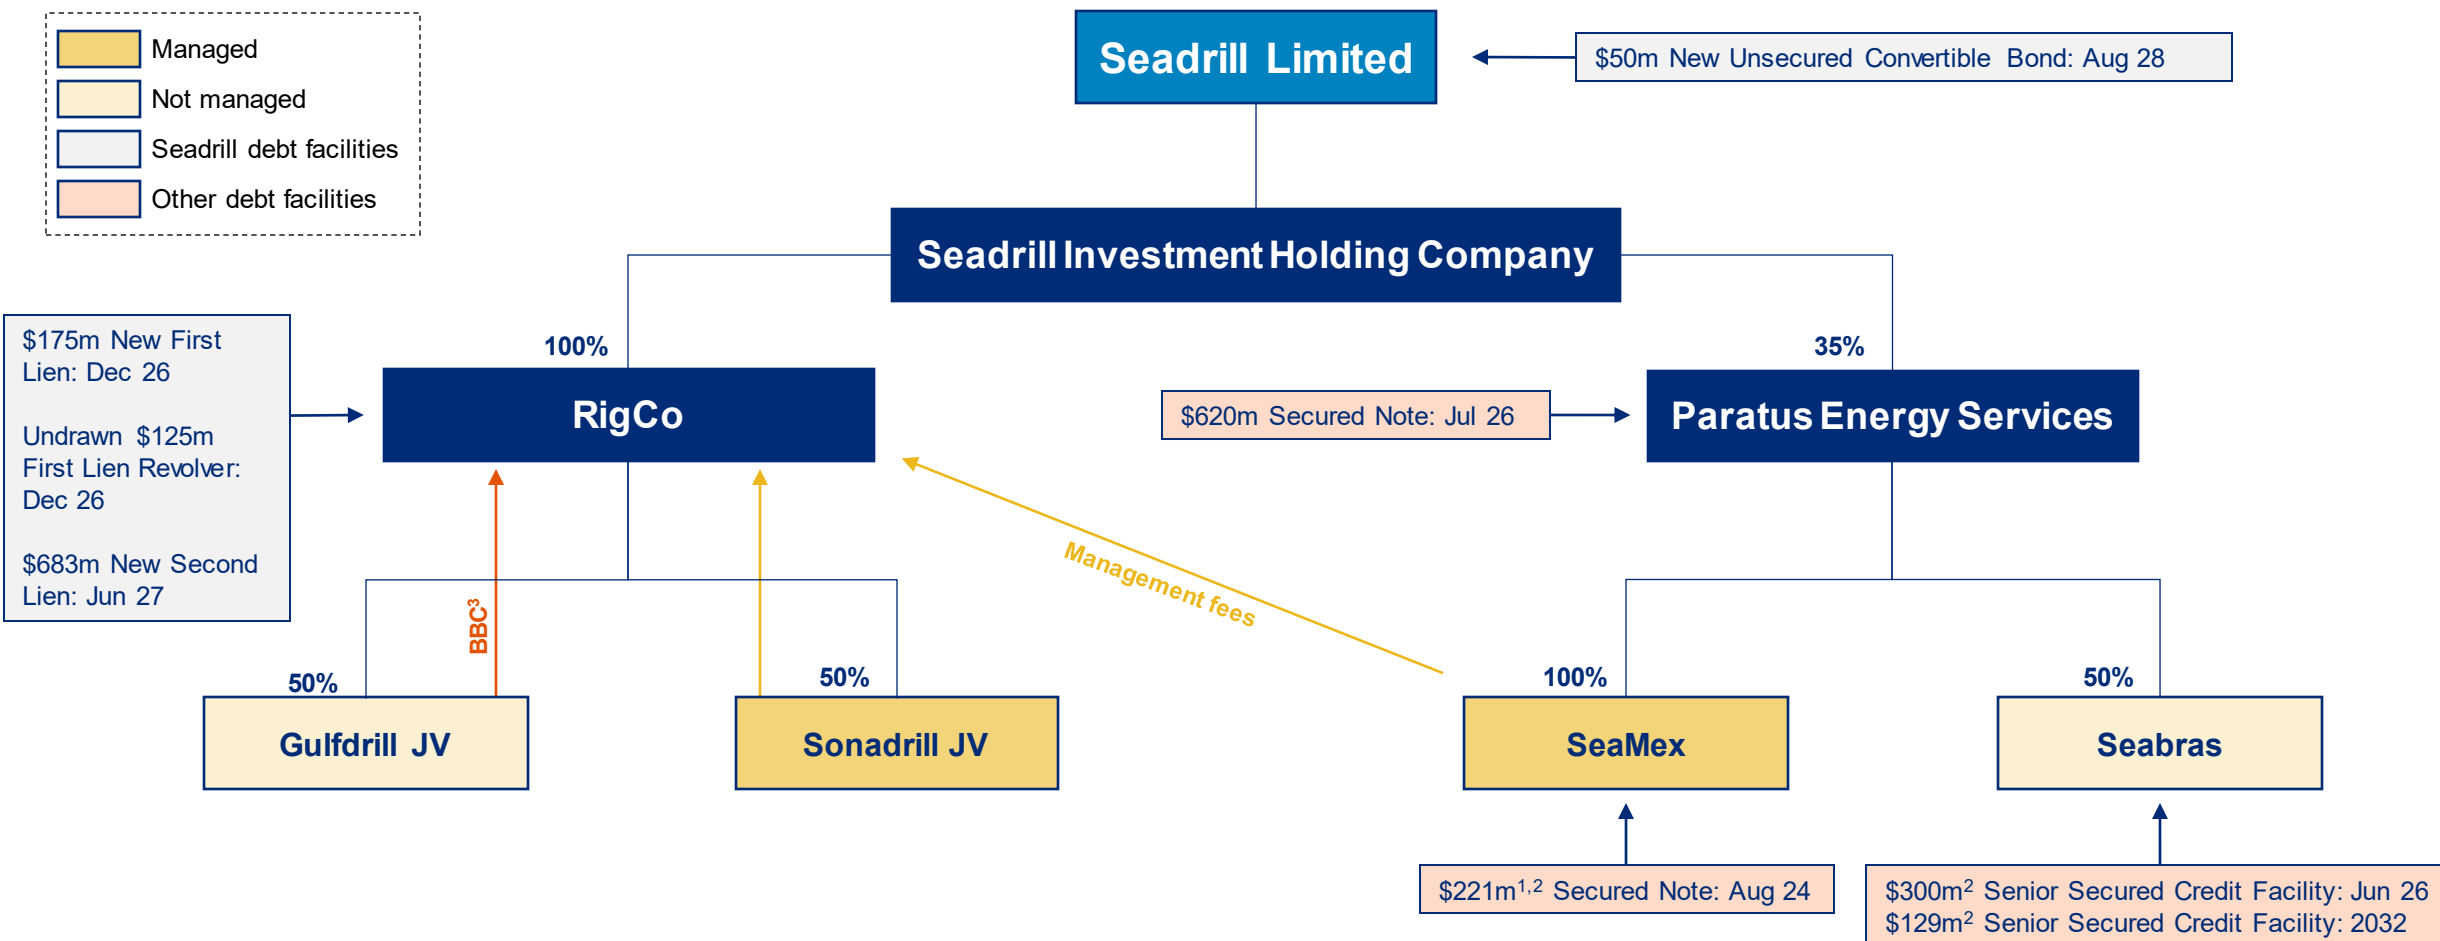 Managed
Not managed
Seadrill debt facilities
Other debt facilities
Seadrill Limited
$50m New Unsecured Convertible Bond: Aug 28
Seadrill Investment Holding Company
$175m New First
Lien: Dec 26
Undrawn $125m
First Lien Revolver:
Dec 26
$683m New Second
Lien: Jun 27
100%
RigCo
35%
$620m Secured Note: Jul 26
Paratus Energy Services
BBC³
Management fees
50%
Gulfdrill JV
50%
Sonadrill JV
100%
SeaMex
50%
Seabras
$221m¹,² Secured Note: Aug 24
$300m² Senior Secured Credit Facility: Jun 26
$129m² Senior Secured Credit Facility: 2032